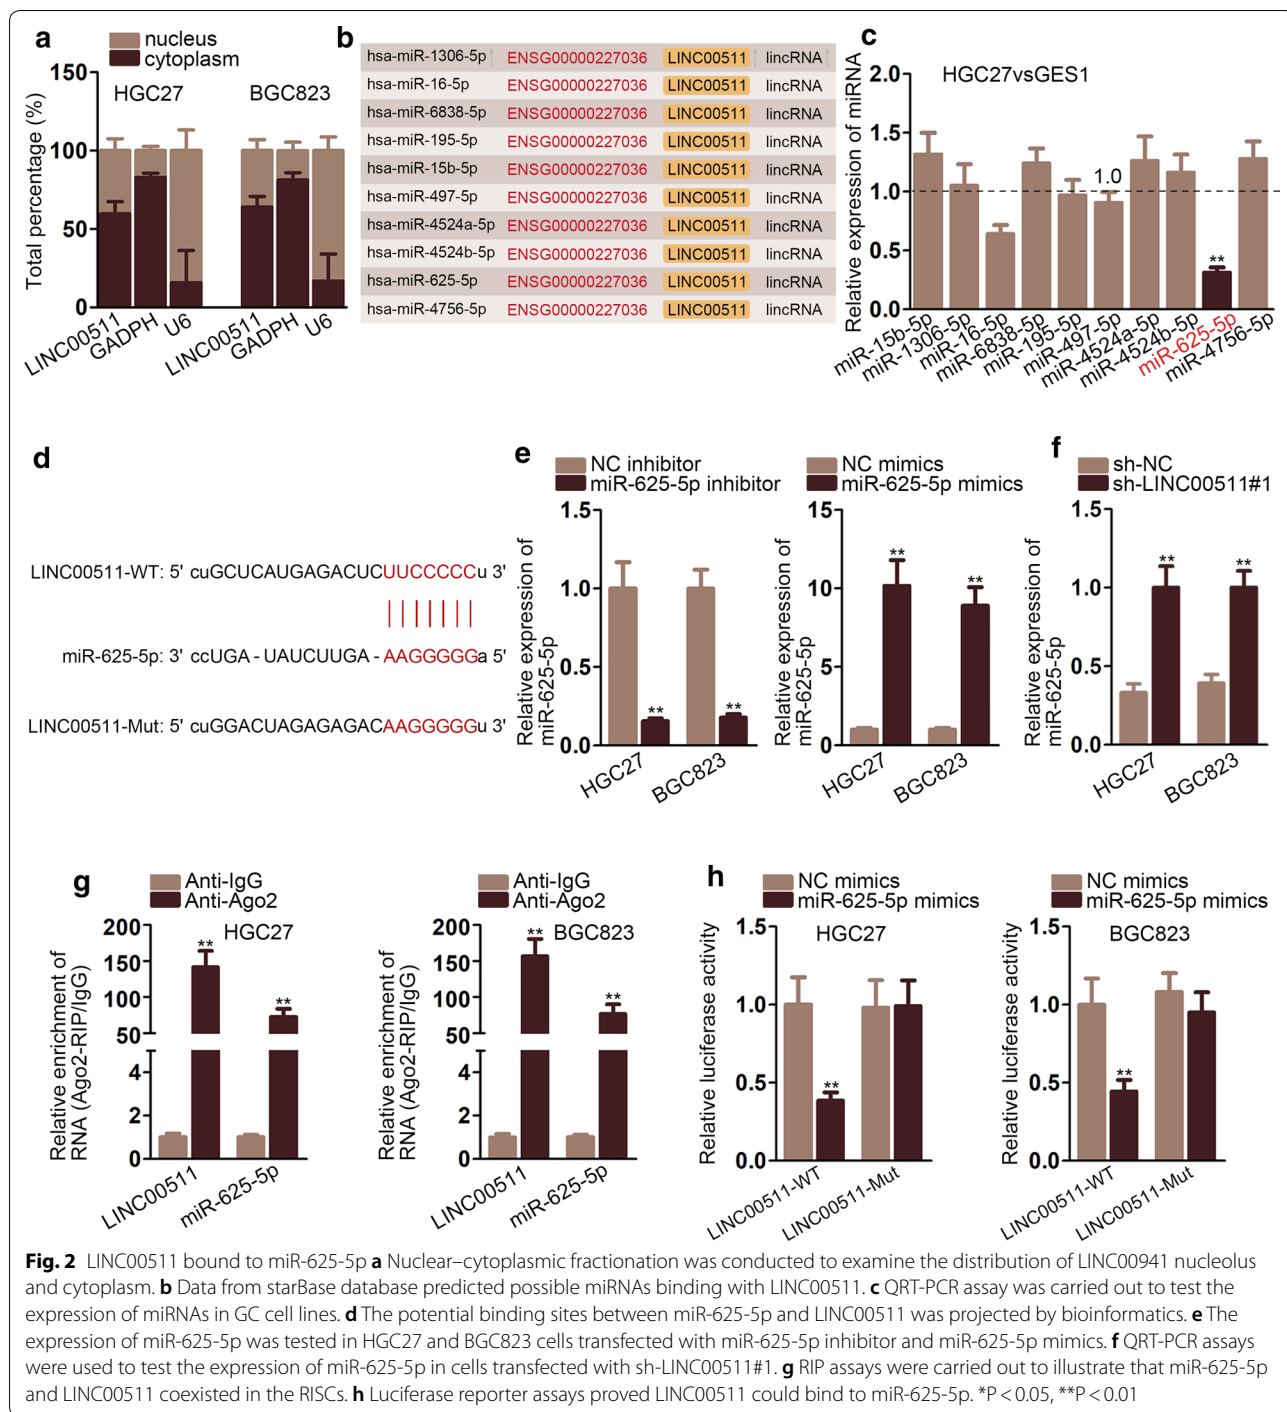 a
nucleus
cytoplasm
Total percentage (%)
150
100
50
0
HGC27
BGC823
LINC00511
GADPH
U6
LINC00511
GADPH
U6
b
hsa-miR-1306-5p ENSG00000227036 LINC00511 lincRNA
hsa-miR-16-5p ENSG00000227036 LINC00511 lincRNA
hsa-miR-6838-5p ENSG00000227036 LINC00511 lincRNA
hsa-miR-195-5p ENSG00000227036 LINC00511 lincRNA
hsa-miR-15b-5p ENSG00000227036 LINC00511 lincRNA
hsa-miR-497-5p ENSG00000227036 LINC00511 lincRNA
hsa-miR-4524a-5p ENSG00000227036 LINC00511 lincRNA
hsa-miR-4524b-5p ENSG00000227036 LINC00511 lincRNA
hsa-miR-625-5p ENSG00000227036 LINC00511 lincRNA
hsa-miR-4756-5p ENSG00000227036 LINC00511 lincRNA
c
HGC27vsGES1
Relative expression of miRNA
2.0
1.5
1.0
0.5
0.0
1.0
**
miR-15b-5p
miR-1306-5p
miR-16-5p
miR-6838-5p
miR-195-5p
miR-497-5p
miR-4524a-5p
miR-4524b-5p
miR-625-5p
miR-4756-5p
d
LINC00511-WT: 5' cuGCUCAUGAGACUCUUCCCCCu 3'
miR-625-5p: 3' ccUGA-UAUCUUGA-AAGGGGGa 5'
LINC00511-Mut: 5' cuGGACUAGAGAGACAAGGGGGu 3'
e
NC inhibitor
miR-625-5p inhibitor
Relative expression of
miR-625-5p
1.5
1.0
0.5
0.0
**
**
HGC27
BGC823
NC mimics
miR-625-5p mimics
Relative expression of
miR-625-5p
15
10
5
0
**
**
HGC27
BGC823
f
sh-NC
sh-LINC00511#1
Relative expression of
miR-625-5p
1.5
1.0
0.5
0.0
**
**
HGC27
BGC823
g
Anti-IgG
Anti-Ago2
HGC27
Relative enrichment of
RNA (Ago2-RIP/IgG)
200
150
100
50
4
2
0
**
**
LINC00511
miR-625-5p
Anti-IgG
Anti-Ago2
BGC823
Relative enrichment of
RNA (Ago2-RIP/IgG)
200
150
100
50
4
2
0
**
**
LINC00511
miR-625-5p
h
NC mimics
miR-625-5p mimics
HGC27
Relative luciferase activity
1.5
1.0
0.5
0.0
**
LINC00511-WT
LINC00511-Mut
NC mimics
miR-625-5p mimics
BGC823
Relative luciferase activity
1.5
1.0
0.5
0.0
**
LINC00511-WT
LINC00511-Mut
Fig. 2 LINC00511 bound to miR-625-5p a Nuclear–cytoplasmic fractionation was conducted to examine the distribution of LINC00941 nucleolus
and cytoplasm. b Data from starBase database predicted possible miRNAs binding with LINC00511. c QRT-PCR assay was carried out to test the
expression of miRNAs in GC cell lines. d The potential binding sites between miR-625-5p and LINC00511 was projected by bioinformatics. e The
expression of miR-625-5p was tested in HGC27 and BGC823 cells transfected with miR-625-5p inhibitor and miR-625-5p mimics. f QRT-PCR assays
were used to test the expression of miR-625-5p in cells transfected with sh-LINC00511#1. g RIP assays were carried out to illustrate that miR-625-5p
and LINC00511 coexisted in the RISCs. h Luciferase reporter assays proved LINC00511 could bind to miR-625-5p. *P < 0.05, **P < 0.01